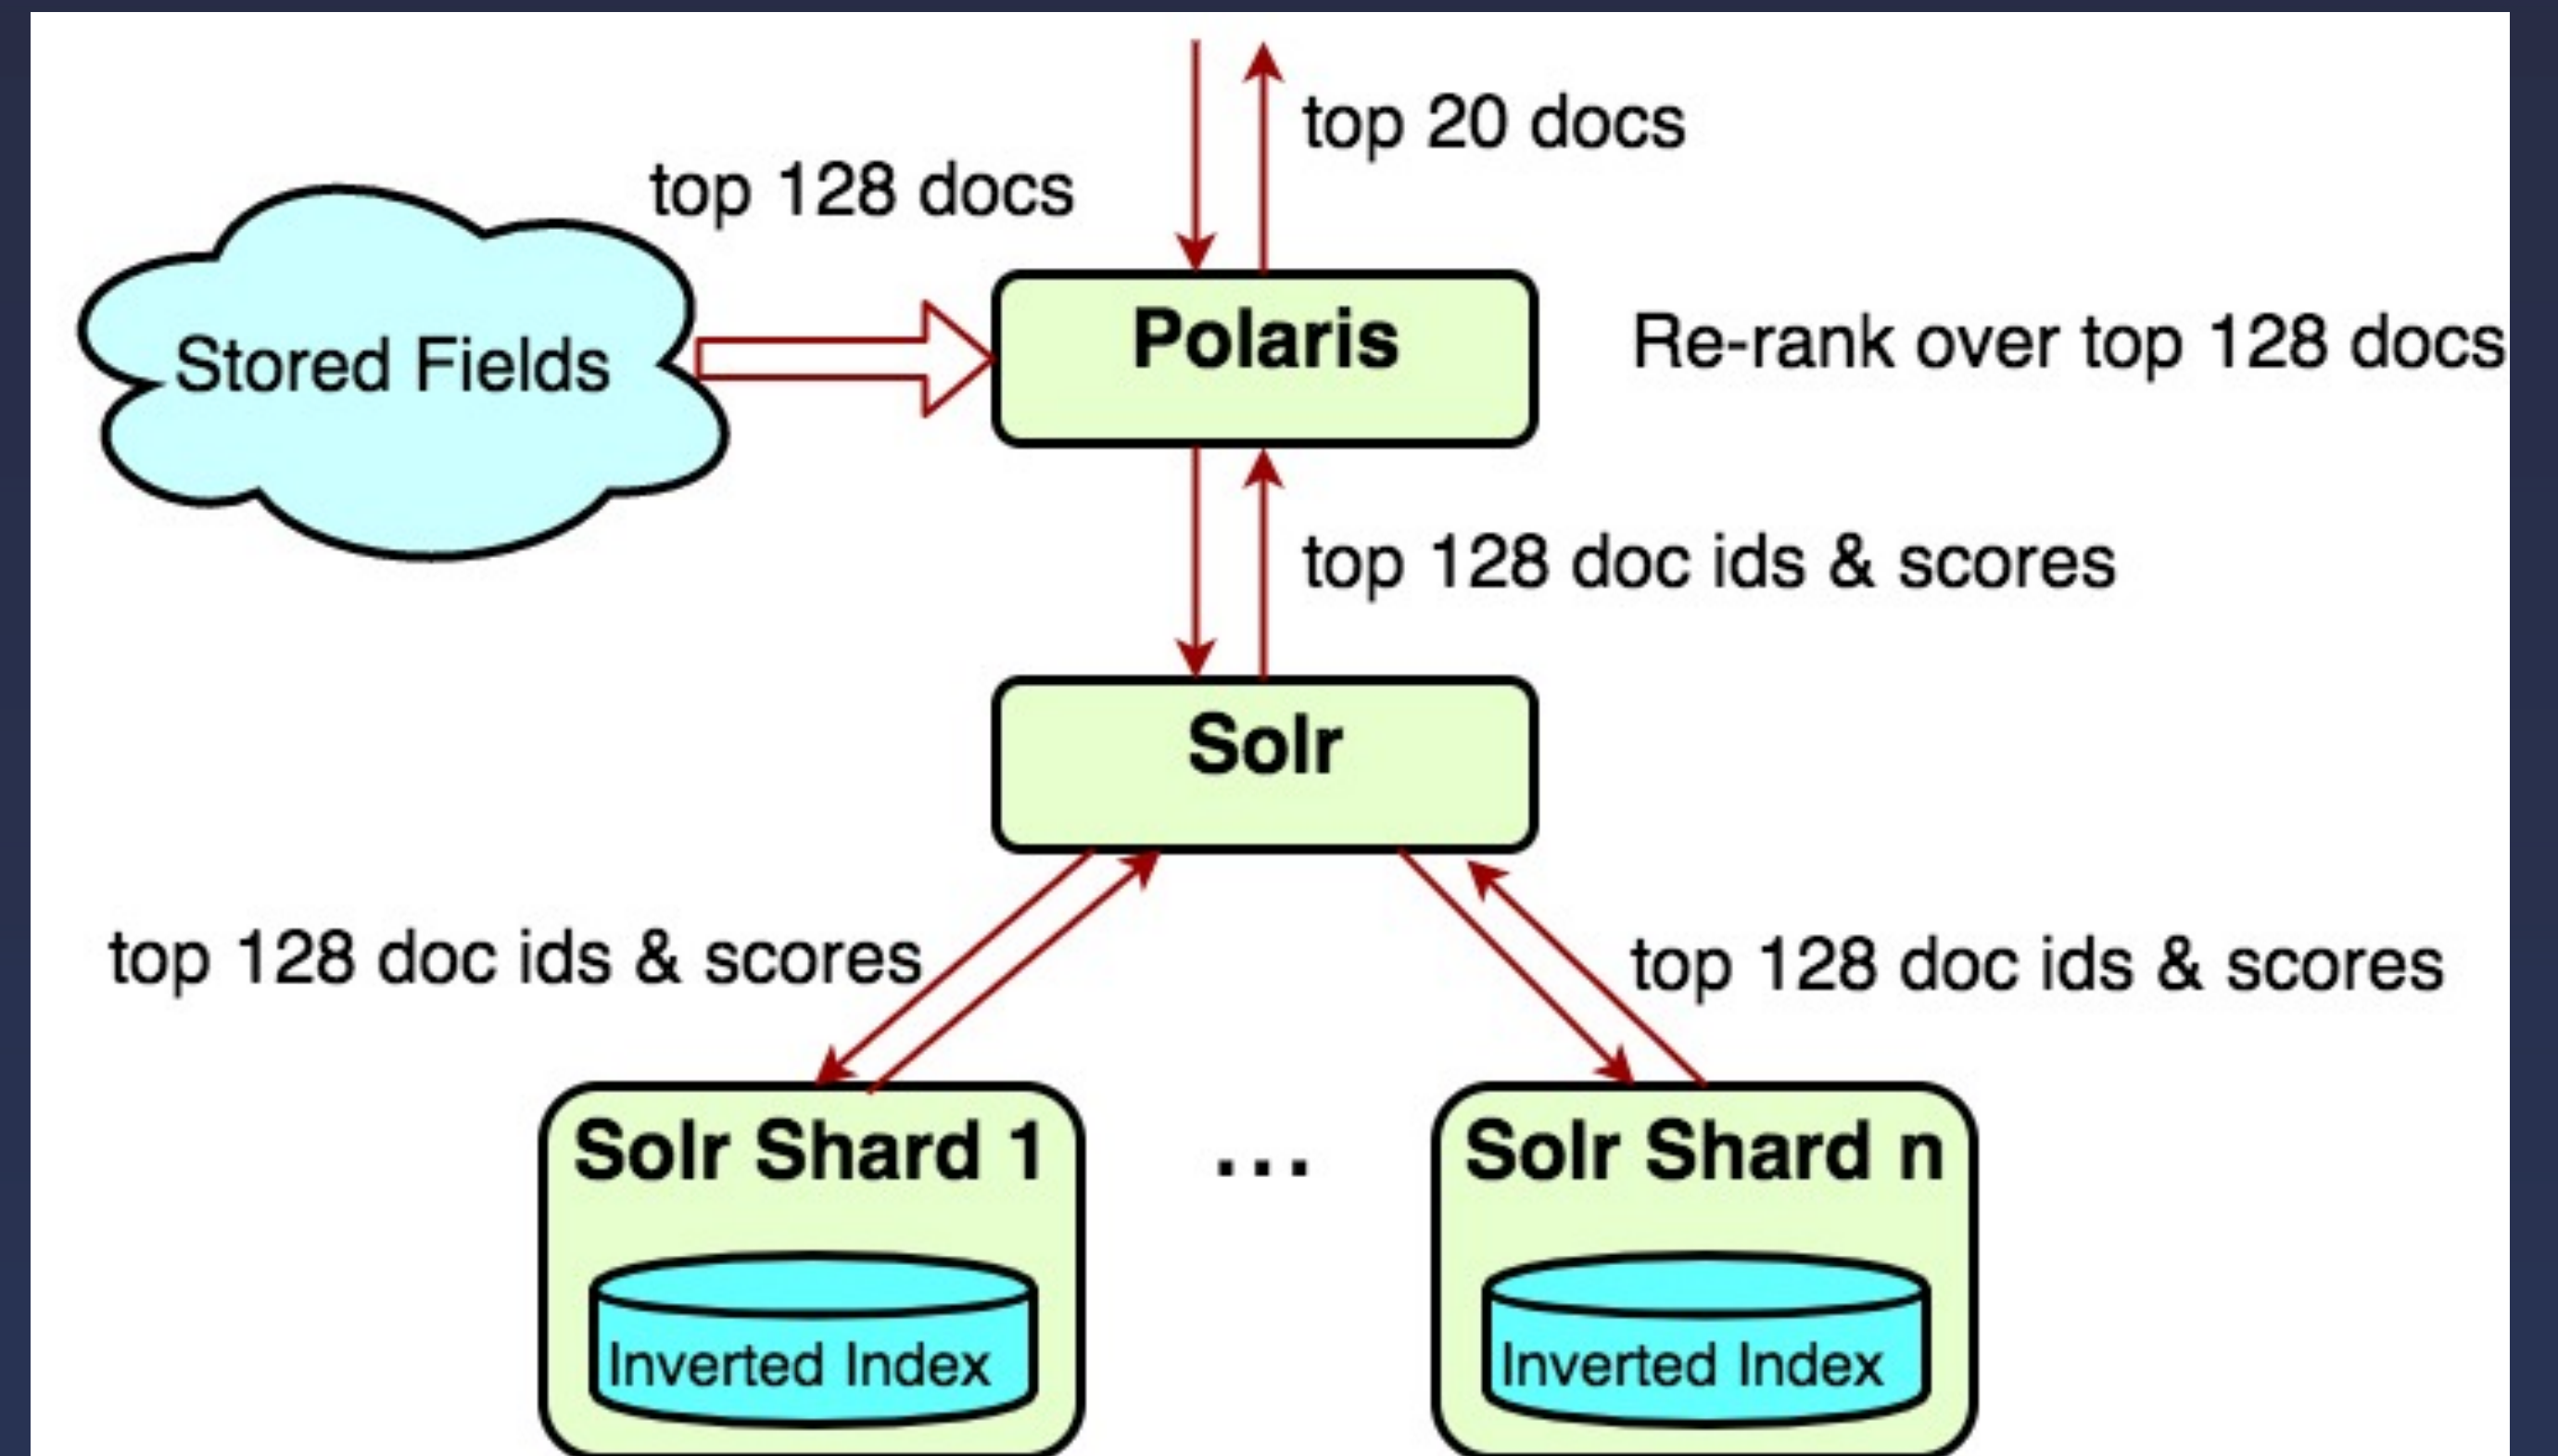 top 20 docs
top 128 docs
Stored Fields
Polaris
Re-rank over top 128 docs
top 128 doc ids & scores
Solr
top 128 doc ids & scores
top 128 doc ids & scores
Solr Shard 1
...
Solr Shard n
Inverted Index
Inverted Index